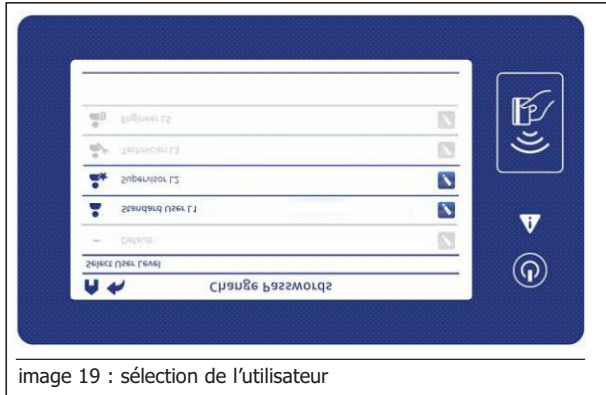 Change Passwords
Select User Level
Default
Standard User L1
Supervisor L2
Technician L3
Engineer L5
image 19 : sélection de l’utilisateur